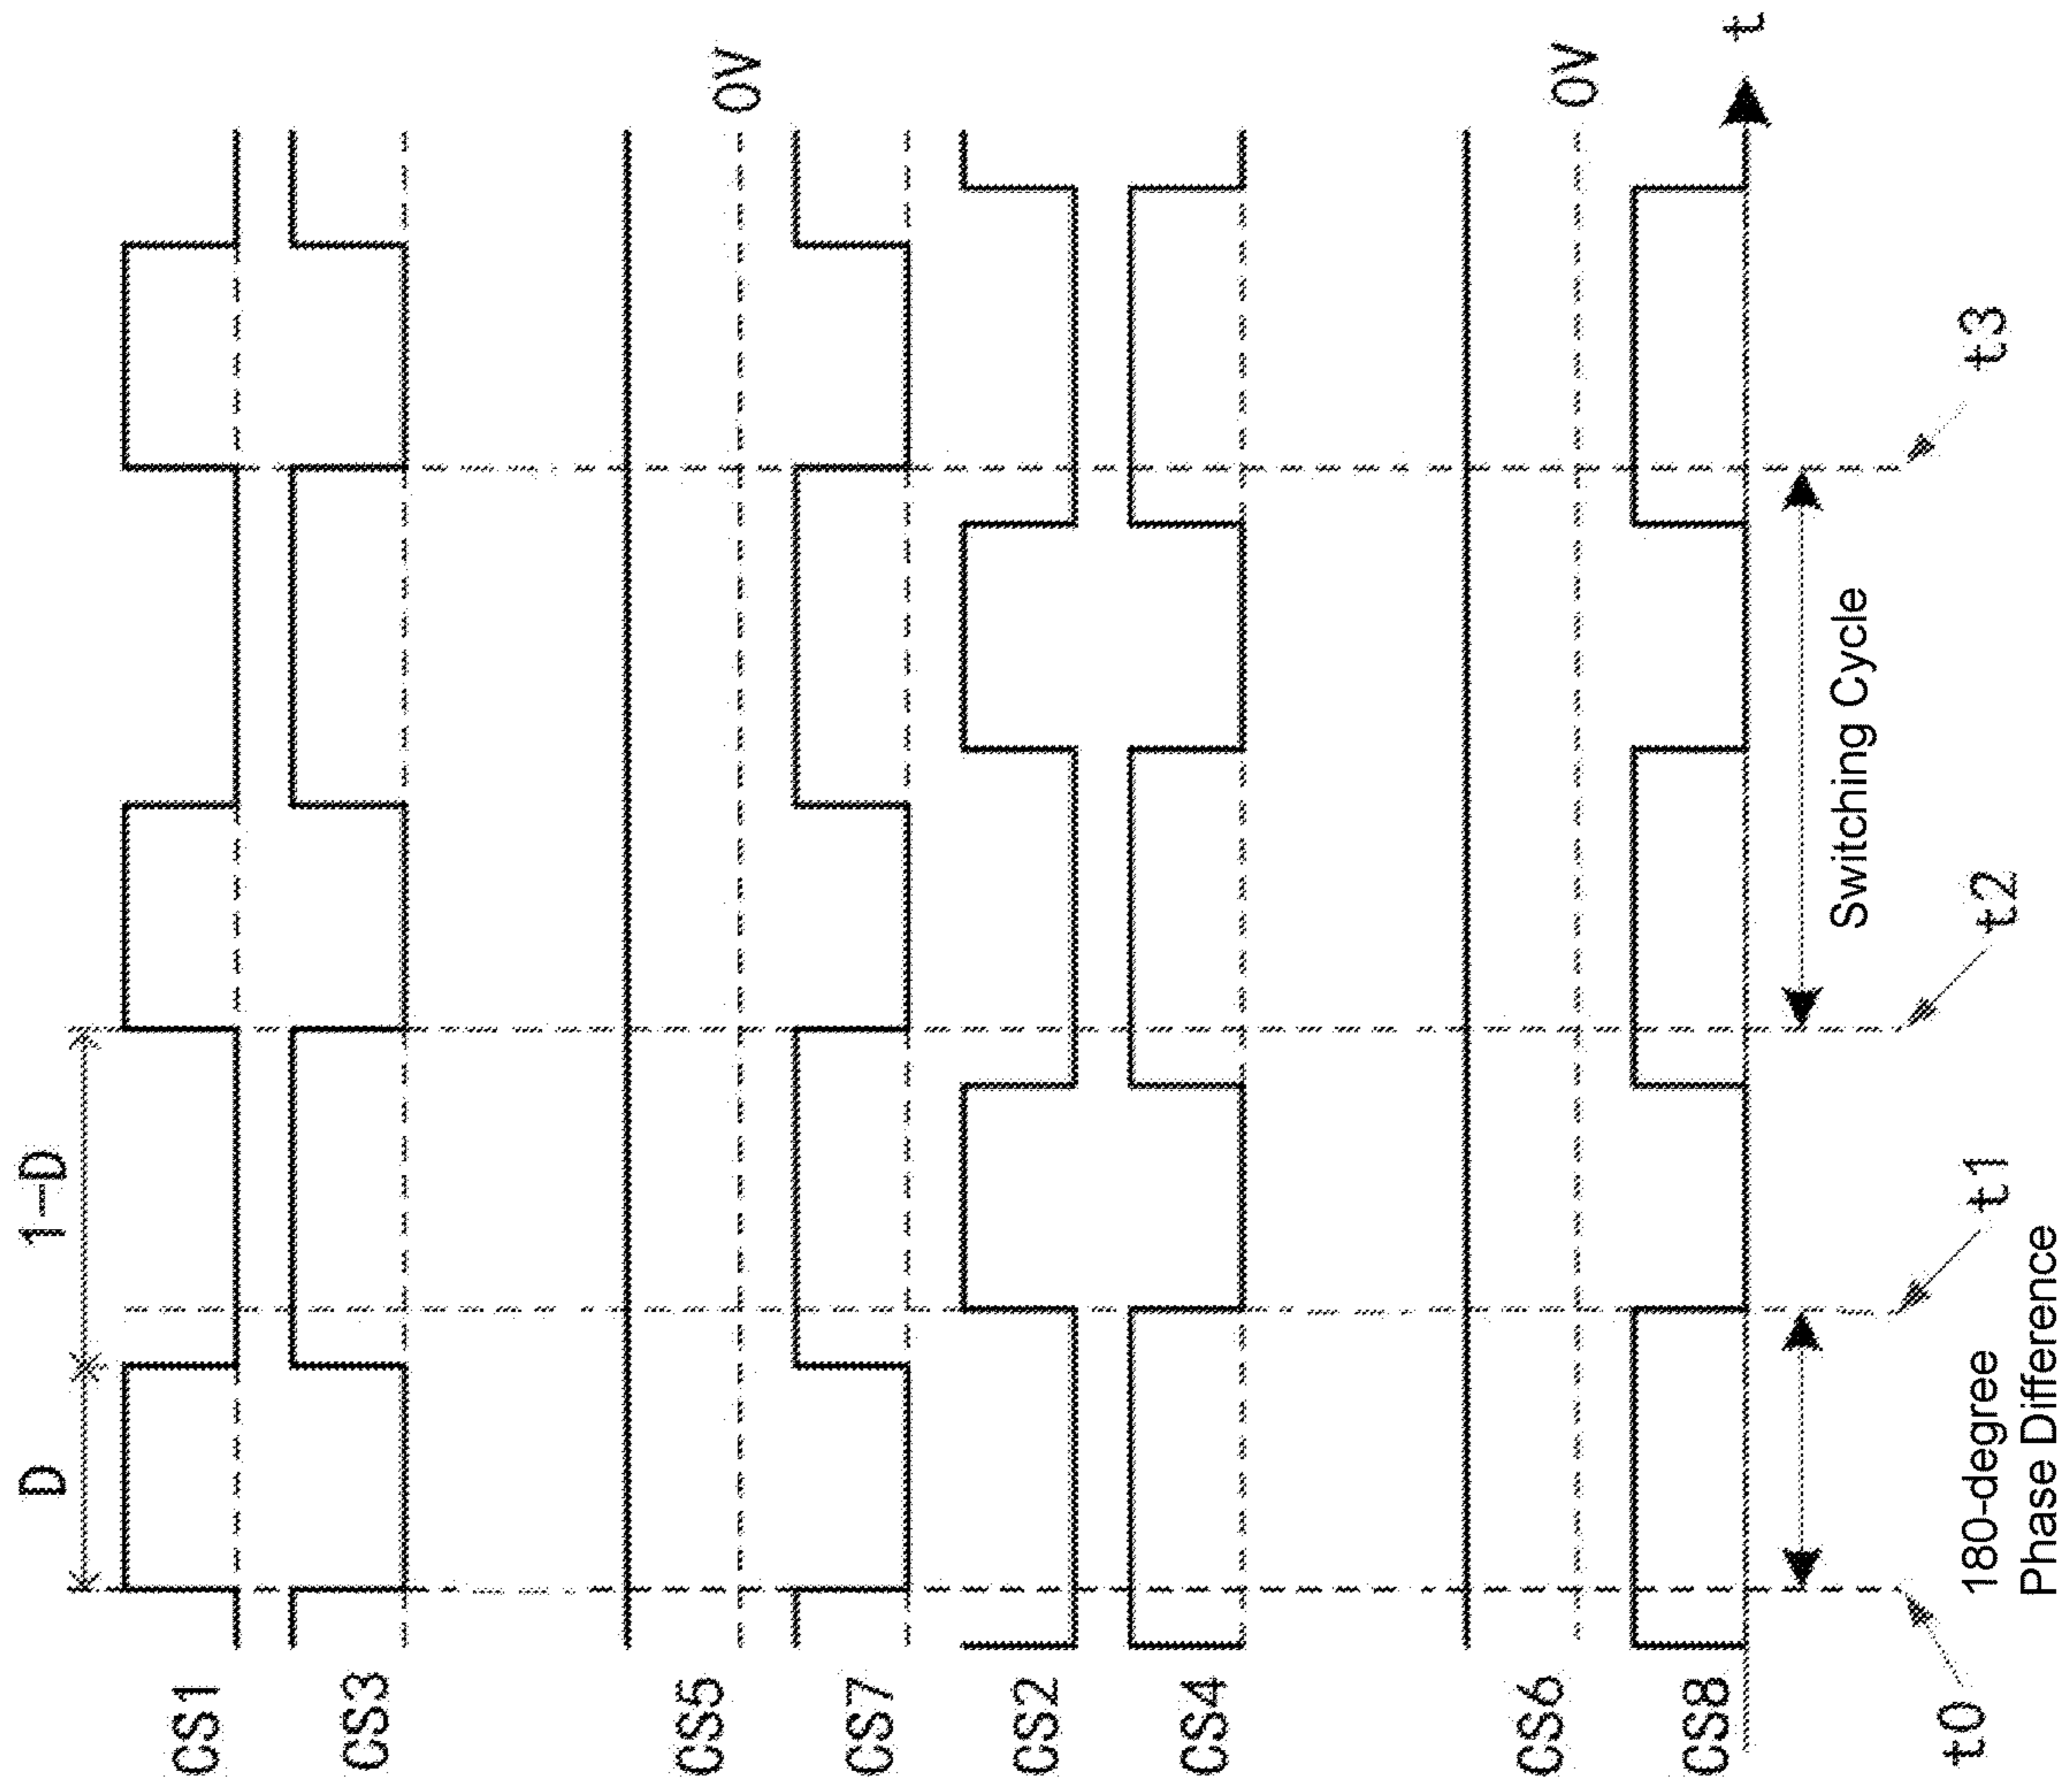 D
1-D
CS1
CS3
CS5
0V
CS7
CS2
CS4
CS6
0V
CS8
t
180-degree
Phase Difference
Switching Cycle
t0
t1
t2
t3